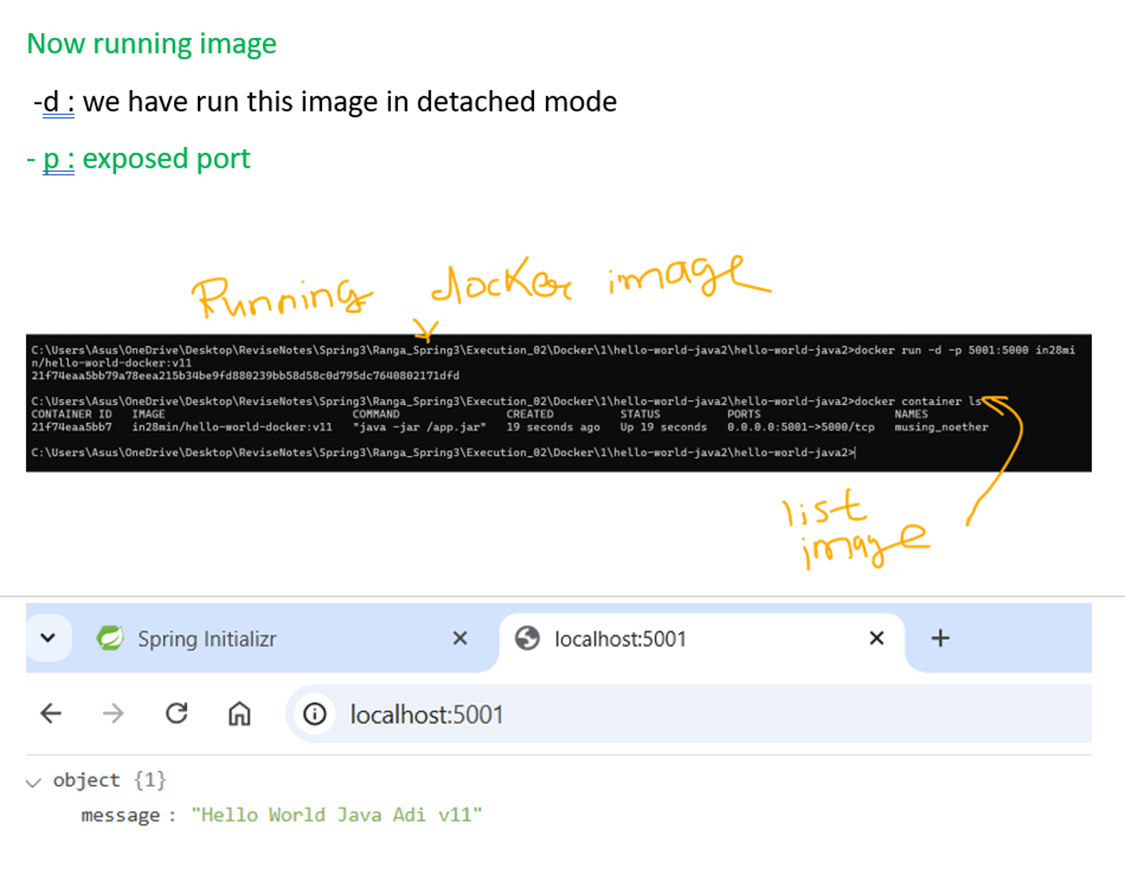 Now running image
-d : we have run this image in detached mode
- p : exposed port
Running docker image
C:\Users\Asus\OneDrive\Desktop\ReviseNotes\Spring3\Ranga_Spring3\Execution_02\Docker\1\hello-world-java2\hello-world-java2>docker run -d -p 5001:5000 in28mi
n/hello-world-docker:v11
21f74eaa5bb79a78eea215b34be9fd880239bb58d58c0d795dc7640802171dfd
C:\Users\Asus\OneDrive\Desktop\ReviseNotes\Spring3\Ranga_Spring3\Execution_02\Docker\1\hello-world-java2\hello-world-java2>docker container ls
CONTAINER ID IMAGE COMMAND CREATED STATUS PORTS NAMES
21f74eaa5bb7 in28min/hello-world-docker:v11 "java -jar /app.jar" 19 seconds ago Up 19 seconds 0.0.0.0:5001->5000/tcp musing_noether
C:\Users\Asus\OneDrive\Desktop\ReviseNotes\Spring3\Ranga_Spring3\Execution_02\Docker\1\hello-world-java2\hello-world-java2>
list
image
Spring Initializr localhost:5001
localhost:5001
object {1}
message : "Hello World Java Adi v11"